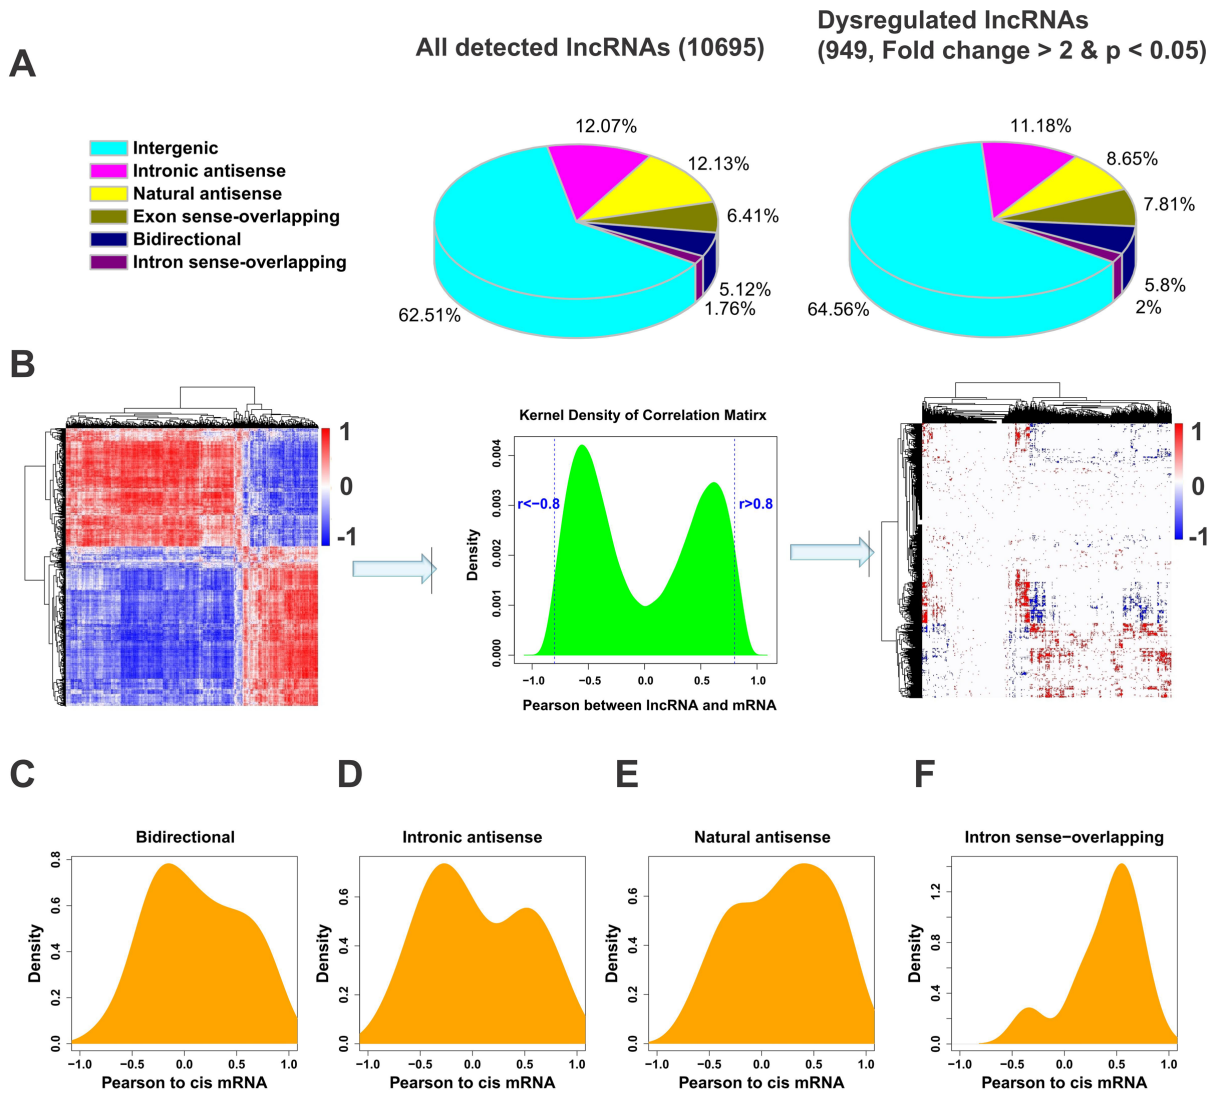 A
All detected lncRNAs (10695)
Dysregulated lncRNAs
(949, Fold change > 2 & p < 0.05)
Intergenic
Intronic antisense
Natural antisense
Exon sense-overlapping
Bidirectional
Intron sense-overlapping
12.07%
12.13%
6.41%
5.12%
1.76%
62.51%
11.18%
8.65%
7.81%
5.8%
2%
64.56%
B
1
0
-1
Kernel Density of Correlation Matirx
r<−0.8
r>0.8
Density
0.004
0.003
0.002
0.001
0.000
−1.0 −0.5 0.0 0.5 1.0
Pearson between lncRNA and mRNA
1
0
-1
C
Bidirectional
Density
0.8
0.6
0.4
0.2
0.0
−1.0 −0.5 0.0 0.5 1.0
Pearson to cis mRNA
D
Intronic antisense
Density
0.6
0.4
0.2
0.0
−1.0 −0.5 0.0 0.5 1.0
Pearson to cis mRNA
E
Natural antisense
Density
0.6
0.4
0.2
0.0
−1.0 −0.5 0.0 0.5 1.0
Pearson to cis mRNA
F
Intron sense−overlapping
Density
1.2
0.8
0.4
0.0
−1.0 −0.5 0.0 0.5 1.0
Pearson to cis mRNA